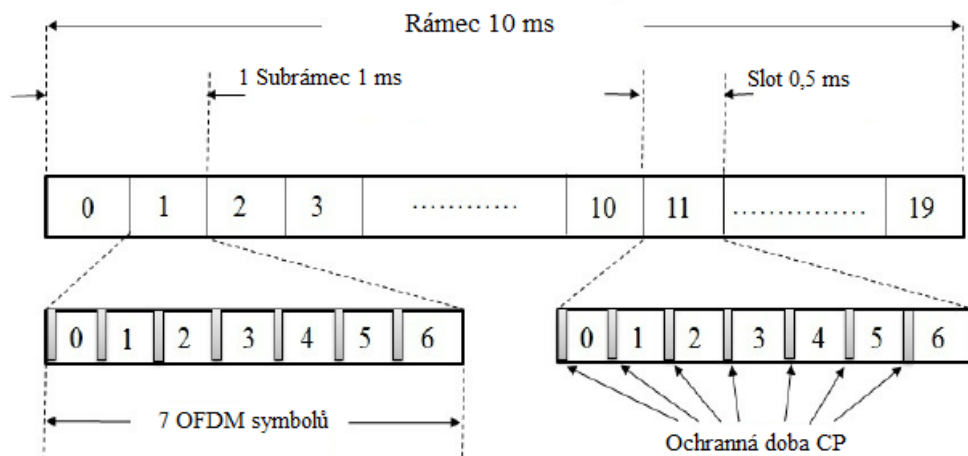 Rámec 10 ms
1 Subrámec 1 ms
Slot 0,5 ms
0 1 2 3 .............. 10 11 ............... 19
0 1 2 3 4 5 6
0 1 2 3 4 5 6
7 OFDM symbolů
Ochranná doba CP